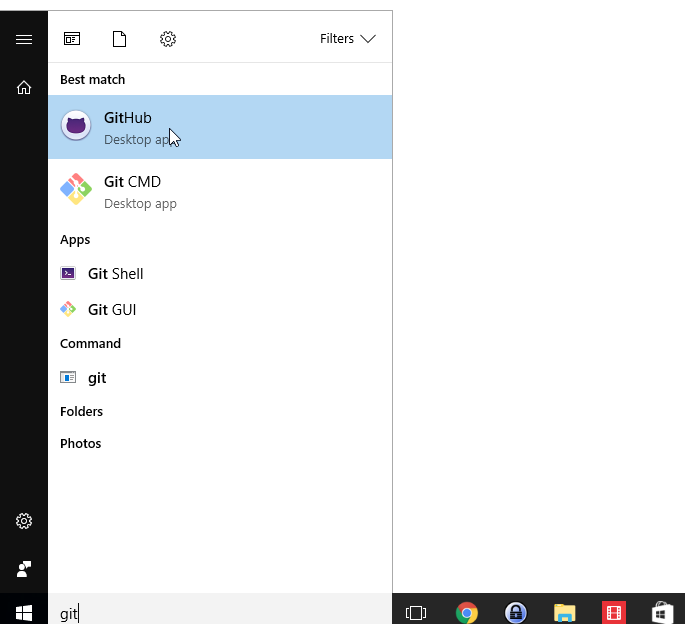 Filters
Best match
GitHub
Desktop app
Git CMD
Desktop app
Apps
Git Shell
Git GUI
Command
git
Folders
Photos
git